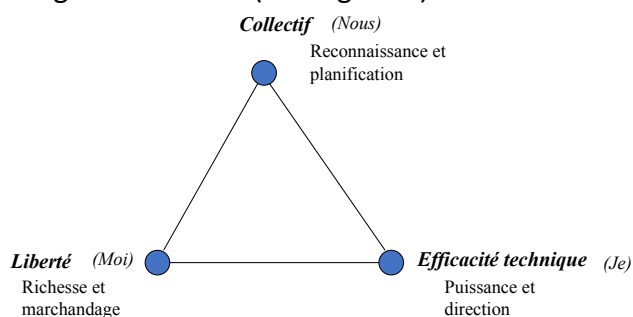 Collectif (Nous)
Reconnaissance et
planification
Liberté (Moi)
Richesse et
marchandage
Efficacité technique (Je)
Puissance et
direction